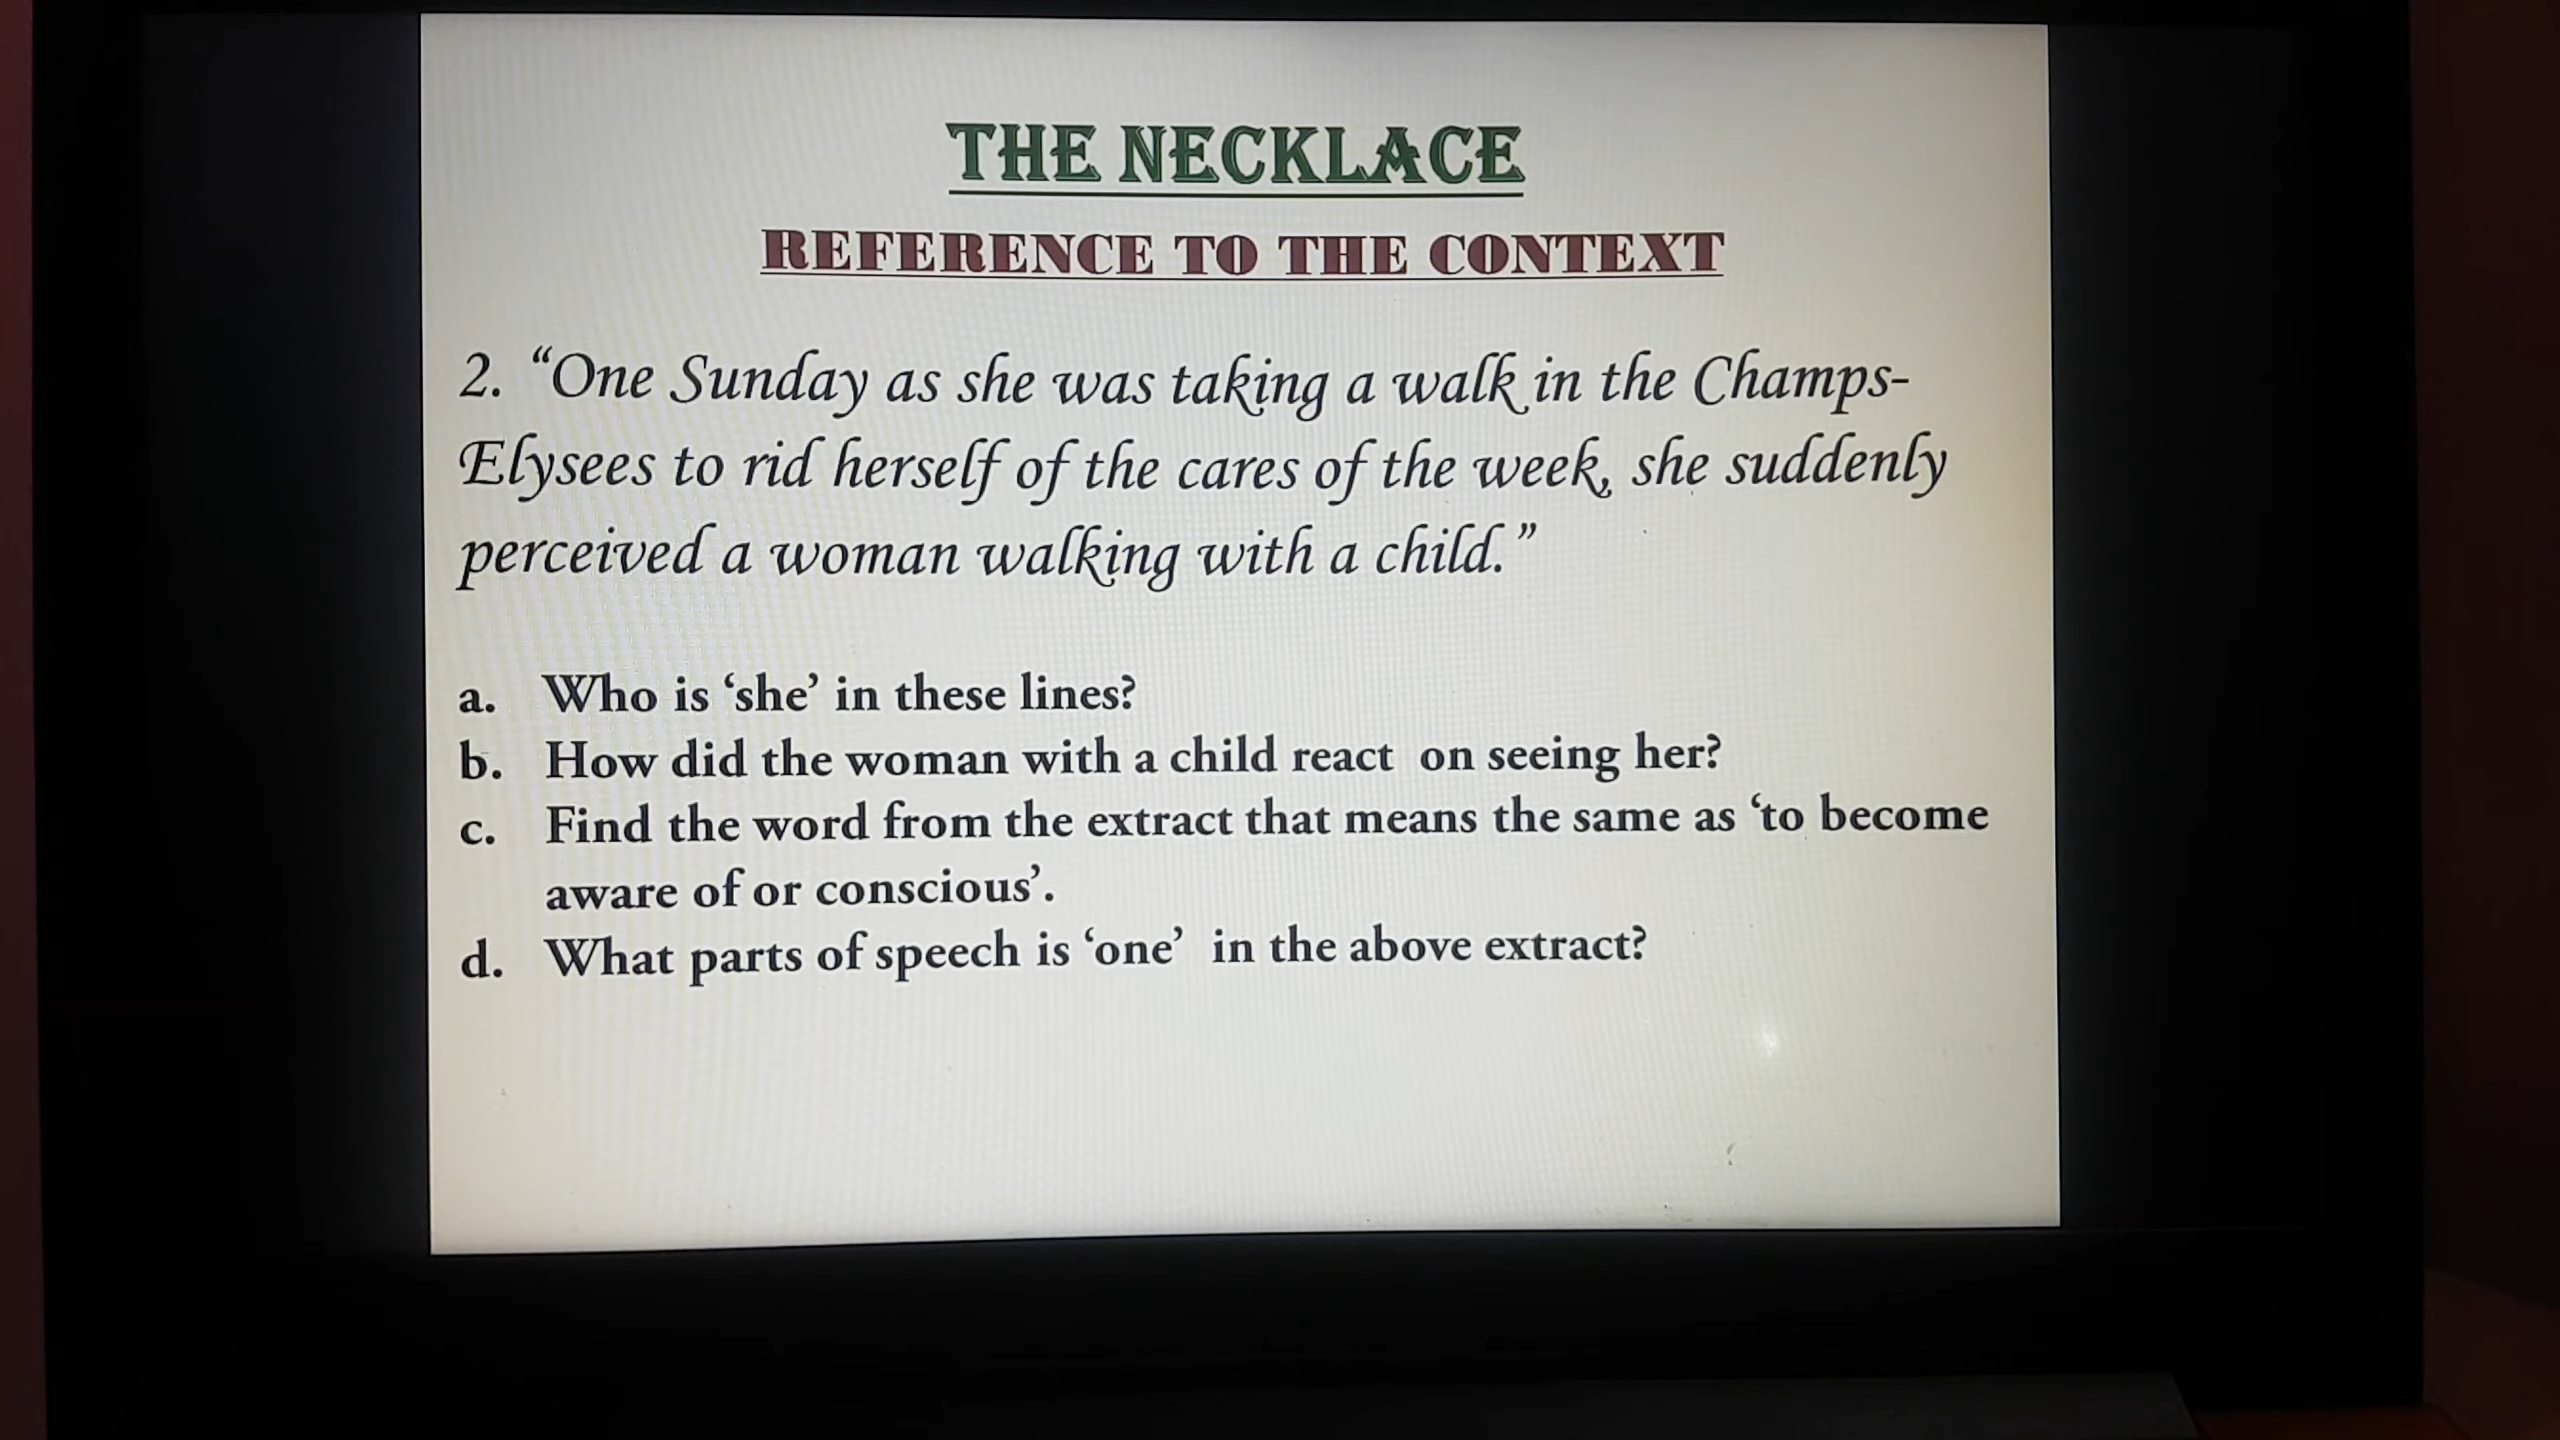 THE NECKLACE
REFERENCE TO THE CONTEXT
2. “One Sunday as she was taking a walk in the Champs-
Elysees to rid herself of the cares of the week, she suddenly
perceived a woman walking with a child.”
a. Who is ‘she’ in these lines?
b. How did the woman with a child react on seeing her?
c. Find the word from the extract that means the same as ‘to become
aware of or conscious’.
d. What parts of speech is ‘one’ in the above extract?